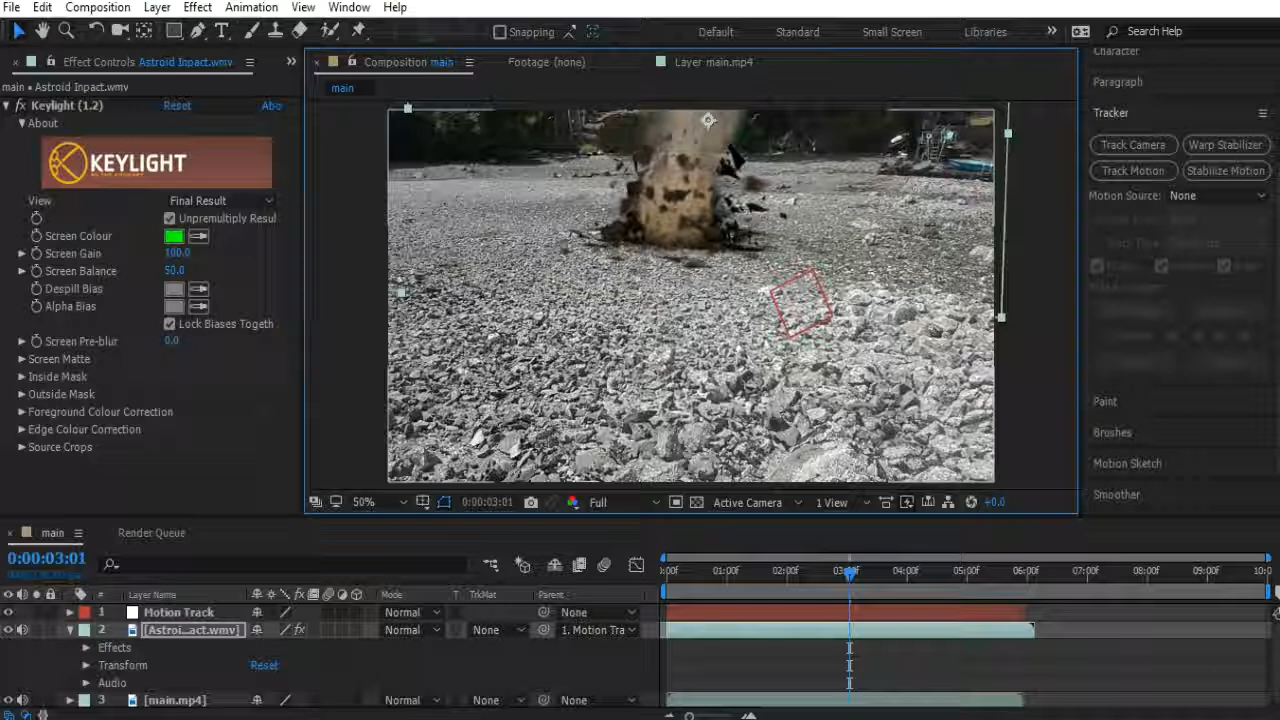 File Edit Composition Layer Effect Animation View Window Help
Snapping Default Standard Small Screen Libraries Search Help
Effect Controls Astroid Inpact.wmv
Composition main Footage (none) Layer main.mp4
Character
main • Astroid Inpact.wmv
main
Paragraph
fx Keylight (1.2) Reset Abo
Tracker
About
KEYLIGHT
Track Camera Warp Stabilizer
Track Motion Stabilize Motion
Motion Source: None
View Final Result
Unpremultiply Resul
Screen Colour
Screen Gain 100.0
Screen Balance 50.0
Despill Bias
Alpha Bias
Lock Biases Togeth
Screen Pre-blur 0.0
Screen Matte
Inside Mask
Outside Mask
Foreground Colour Correction
Edge Colour Correction
Source Crops
Paint
Brushes
Motion Sketch
Smoother
50% 0:00:03:01 Full Active Camera 1 View +0.0
main Render Queue
0:00:03:01
01:00f 02:00f 04:00f 05:00f 06:00f 07:00f 08:00f 09:00f
# Layer Name Mode T TrkMat Parent
1 Motion Track Normal None
2 [Astroi...act.wmv] fx Normal None 1. Motion Tra
Effects
Transform Reset
Audio
3 [main.mp4] Normal None None